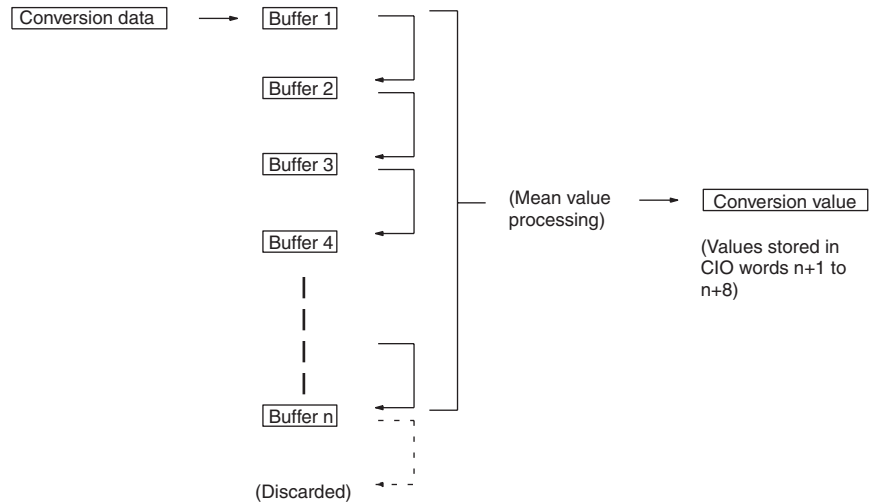 Conversion data
Buffer 1
Buffer 2
Buffer 3
Buffer 4
Buffer n
(Discarded)
(Mean value
processing)
Conversion value
(Values stored in
CIO words n+1 to
n+8)